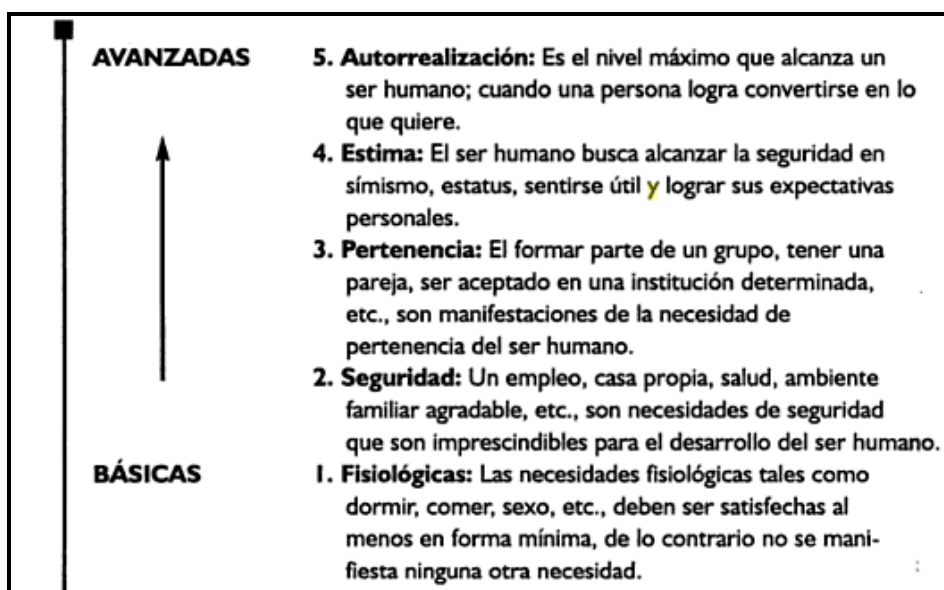 AVANZADAS 5. Autorrealización: Es el nivel máximo que alcanza un
ser humano; cuando una persona logra convertirse en lo
que quiere.
4. Estima: El ser humano busca alcanzar la seguridad en
símismo, estatus, sentirse útil y lograr sus expectativas
personales.
3. Pertenencia: El formar parte de un grupo, tener una
pareja, ser aceptado en una institución determinada,
etc., son manifestaciones de la necesidad de
pertenencia del ser humano.
2. Seguridad: Un empleo, casa propia, salud, ambiente
familiar agradable, etc., son necesidades de seguridad
que son imprescindibles para el desarrollo del ser humano.
BÁSICAS 1. Fisiológicas: Las necesidades fisiológicas tales como
dormir, comer, sexo, etc., deben ser satisfechas al
menos en forma mínima, de lo contrario no se mani-
fiesta ninguna otra necesidad.